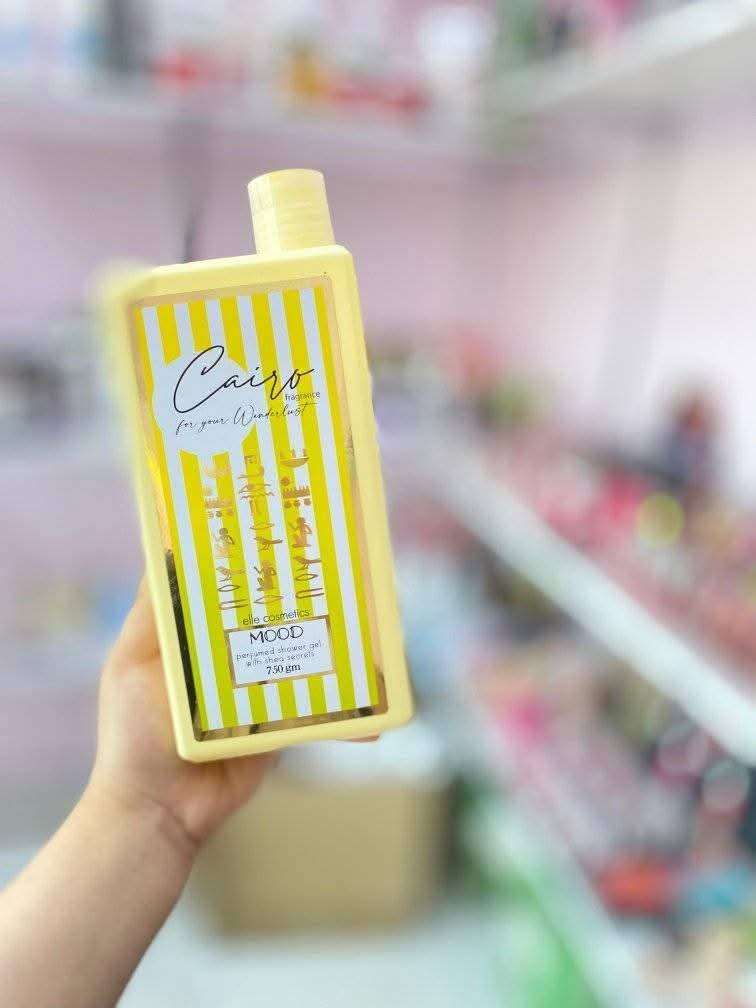 Cairo
fragrance
for your Wanderlust
elle cosmetics
MOOD
perfumed shower gel
with shea secrets
750 gm